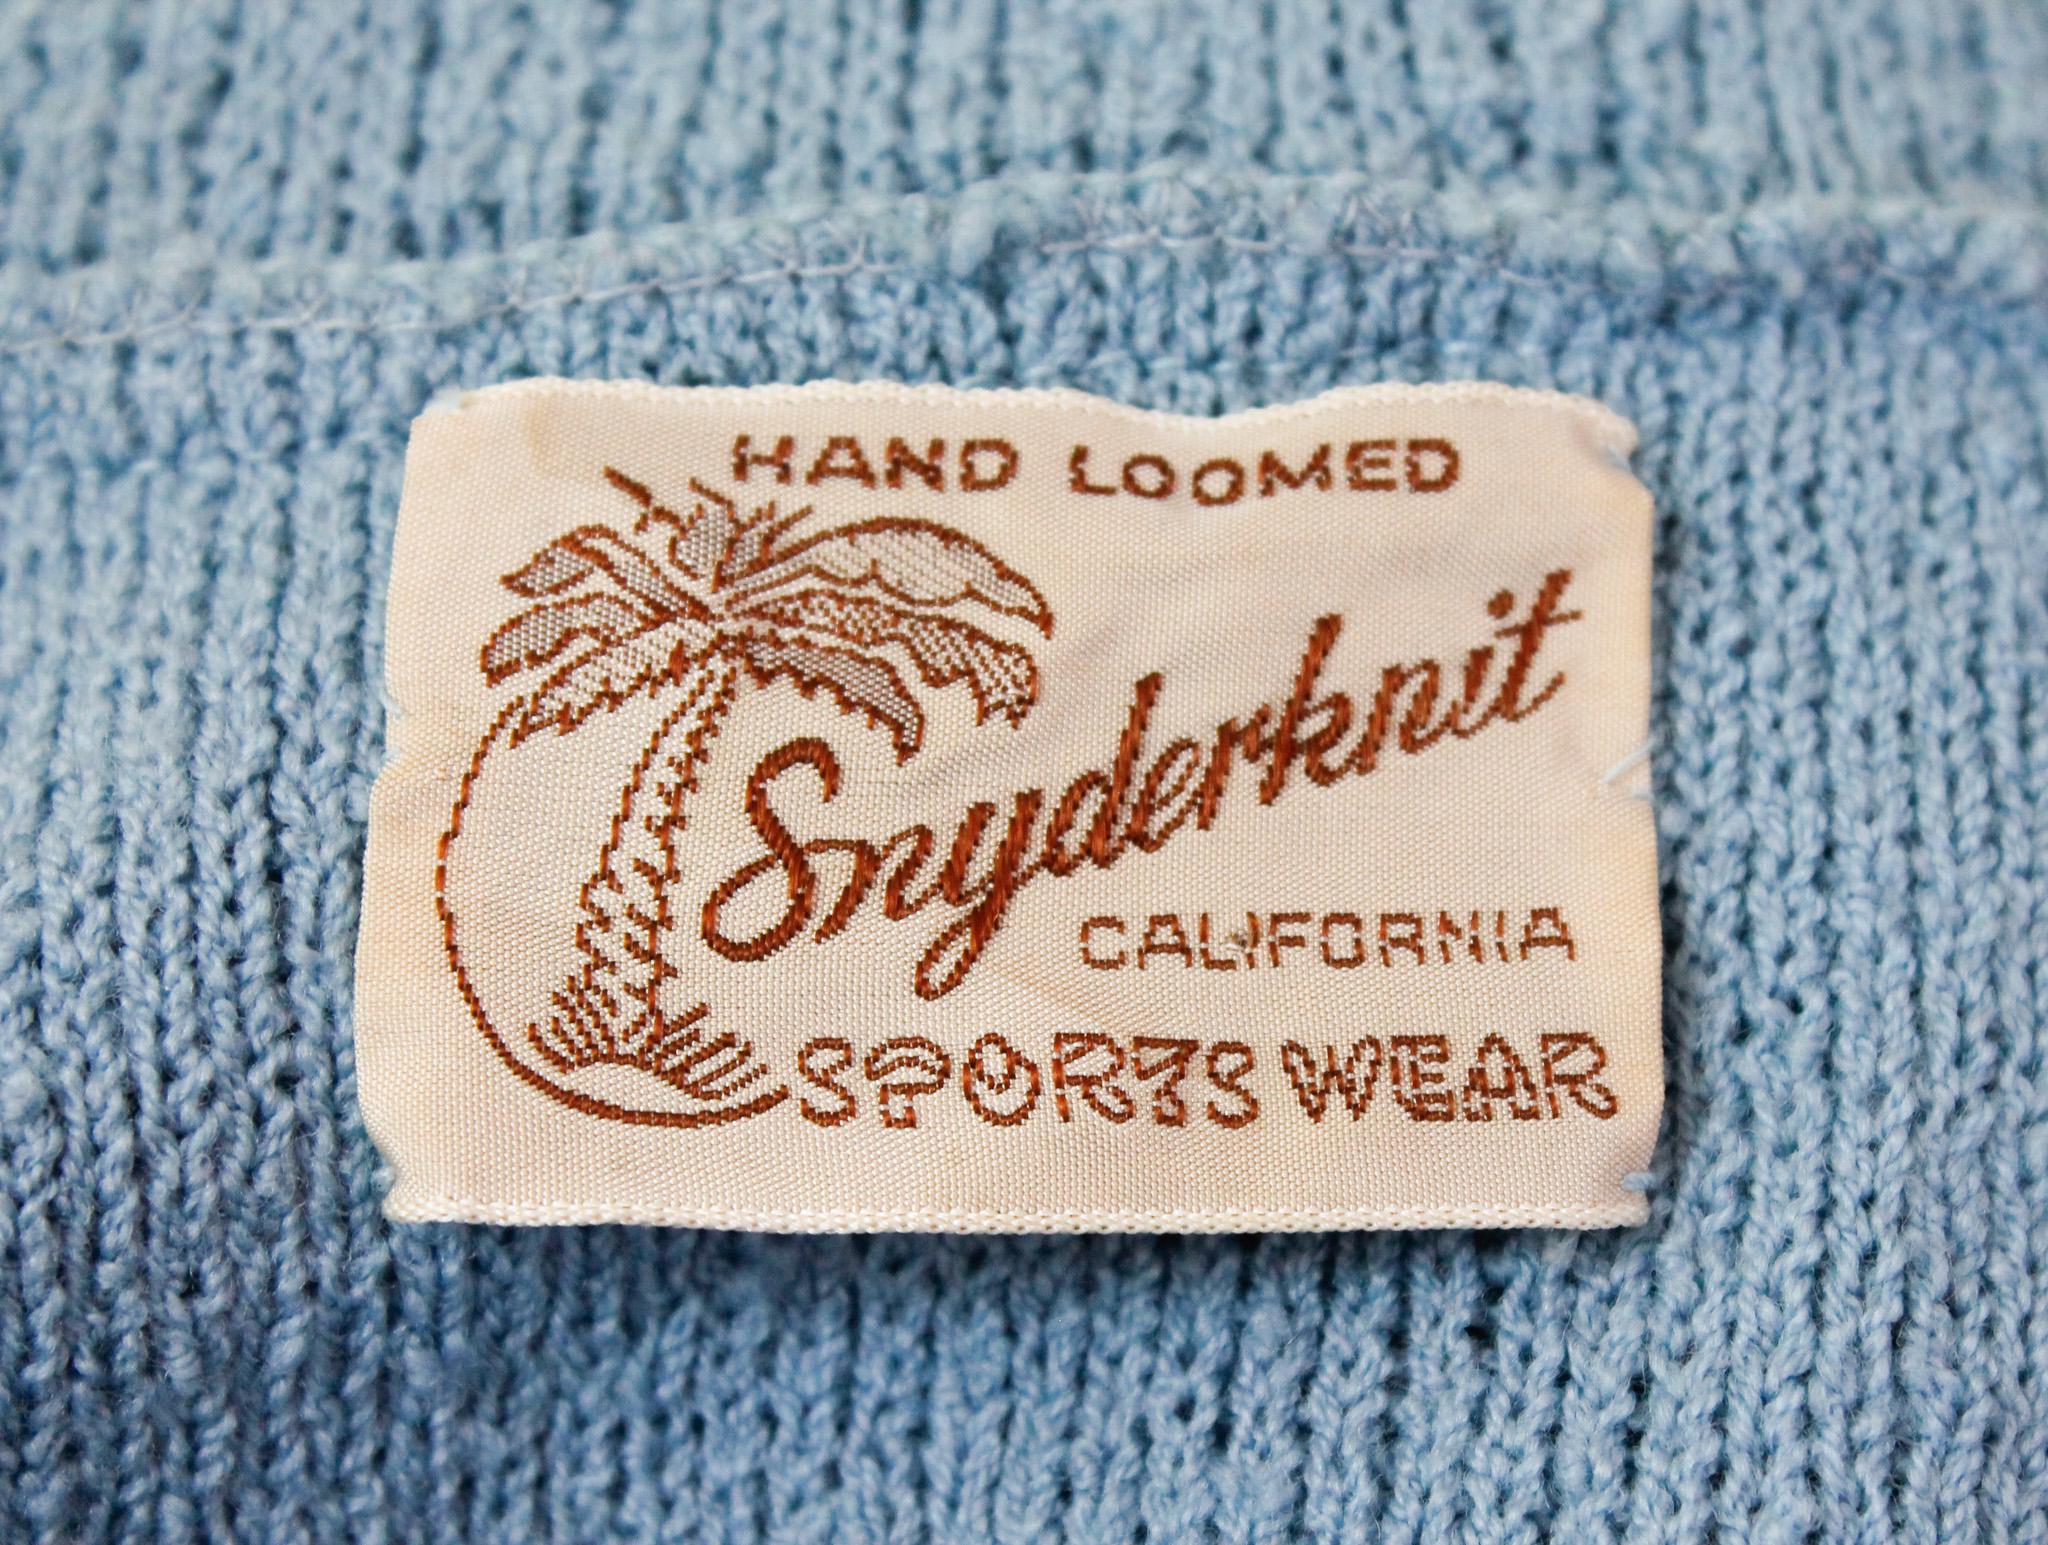 HAND LOOMED
Snyderknit
CALIFORNIA
SPORTS WEAR